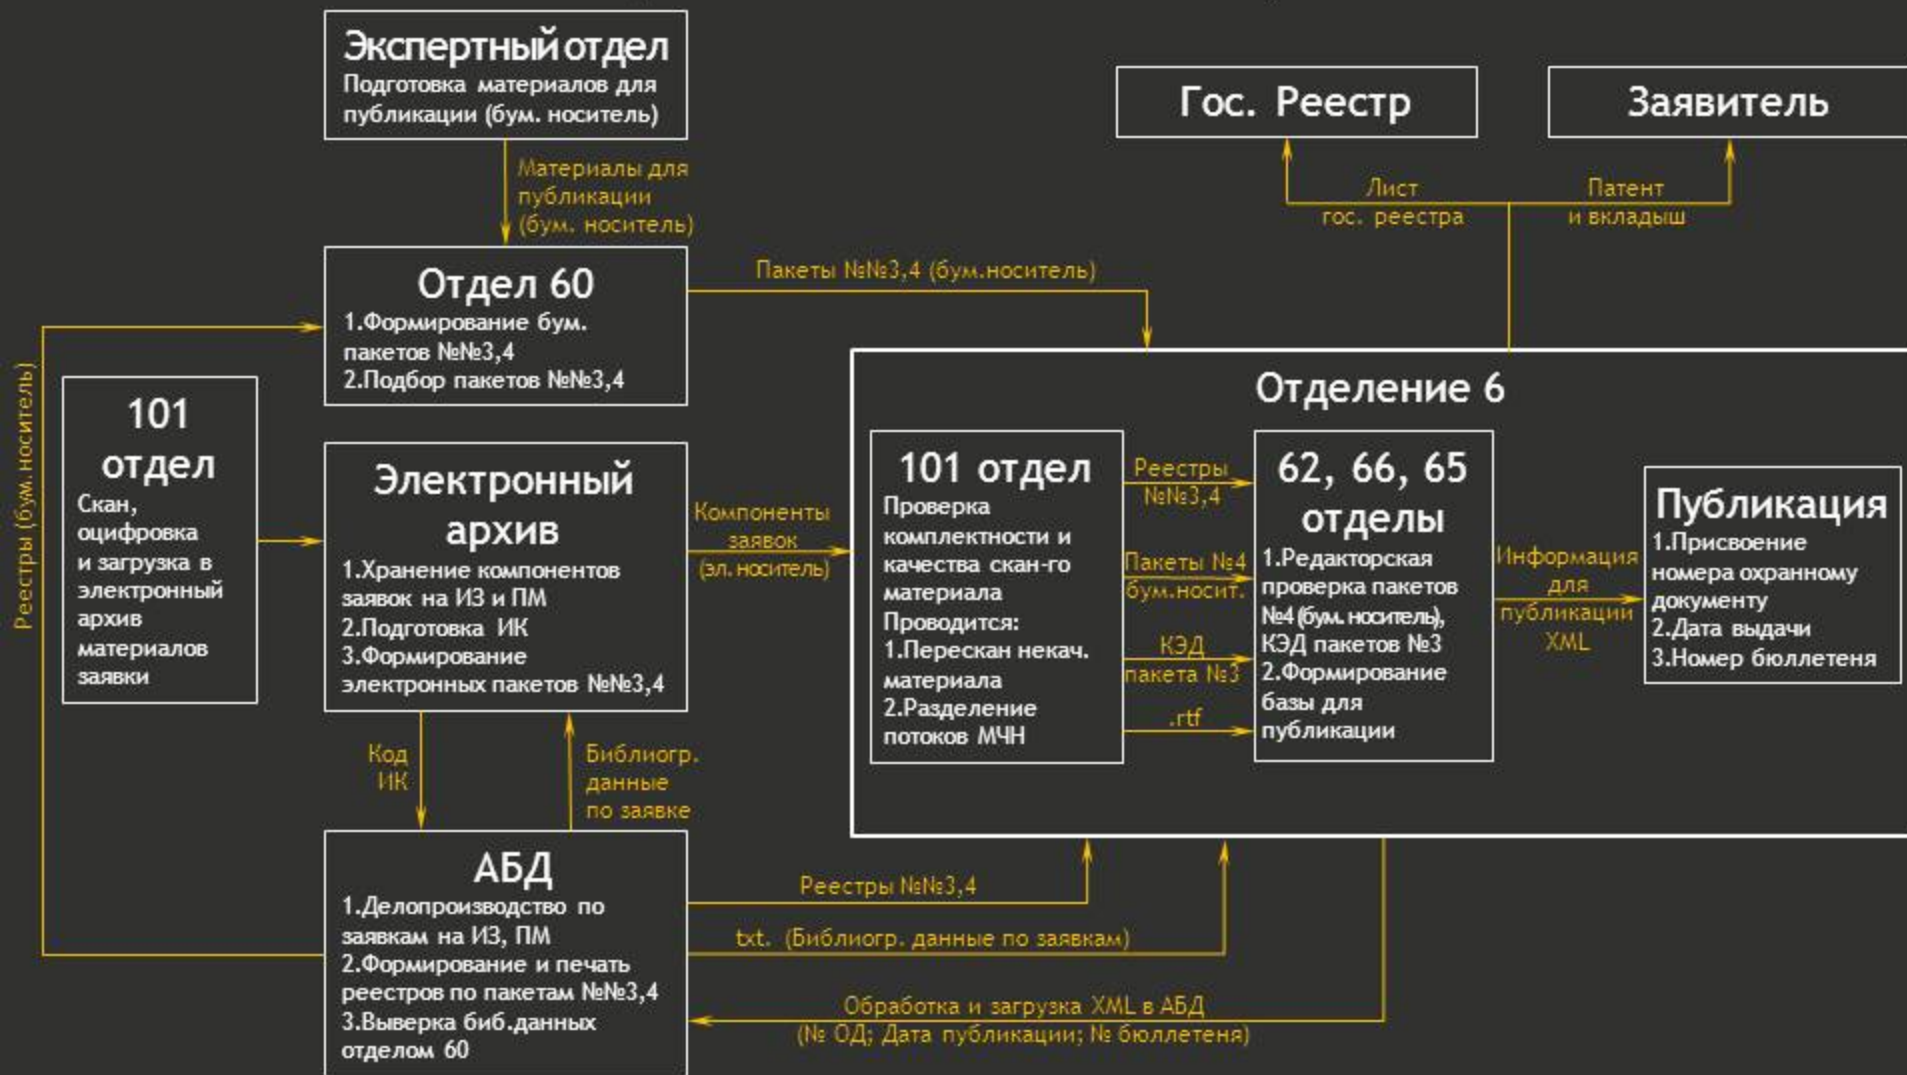 Экспертный отдел
Подготовка материалов для
публикации (бум. носитель)
Гос. Реестр
Заявитель
Материалы для
публикации
(бум. носитель)
Лист
гос. реестра
Патент
и вкладыш
Отдел 60
1.Формирование бум.
пакетов №№3,4
2.Подбор пакетов №№3,4
Пакеты №№3,4 (бум.носитель)
Реестры (бум. носитель)
101
отдел
Скан,
оцифровка
и загрузка в
электронный
архив
материалов
заявки
Электронный
архив
1.Хранение компонентов
заявок на ИЗ и ПМ
2.Подготовка ИК
3.Формирование
электронных пакетов №№3,4
Компоненты
заявок
(эл. носитель)
Отделение 6
101 отдел
Проверка
комплектности и
качества скан-го
материала
Проводится:
1.Перескан некач.
материала
2.Разделение
потоков МЧН
Реестры
№№3,4
Пакеты №4
бум.носит.
КЭД
пакета №3
.rtf
62, 66, 65
отделы
1.Редакторская
проверка пакетов
№4 (бум. носитель),
КЭД пакетов №3
2.Формирование
базы для
публикации
Информация
для
публикации
XML
Публикация
1.Присвоение
номера охранному
документу
2.Дата выдачи
3.Номер бюллетеня
Код
ИК
Библиогр.
данные
по заявке
АБД
1.Делопроизводство по
заявкам на ИЗ, ПМ
2.Формирование и печать
реестров по пакетам №№3,4
3.Выверка биб.данных
отделом 60
Реестры №№3,4
txt. (Библиогр. данные по заявкам)
Обработка и загрузка XML в АБД
(№ ОД; Дата публикации; № бюллетеня)